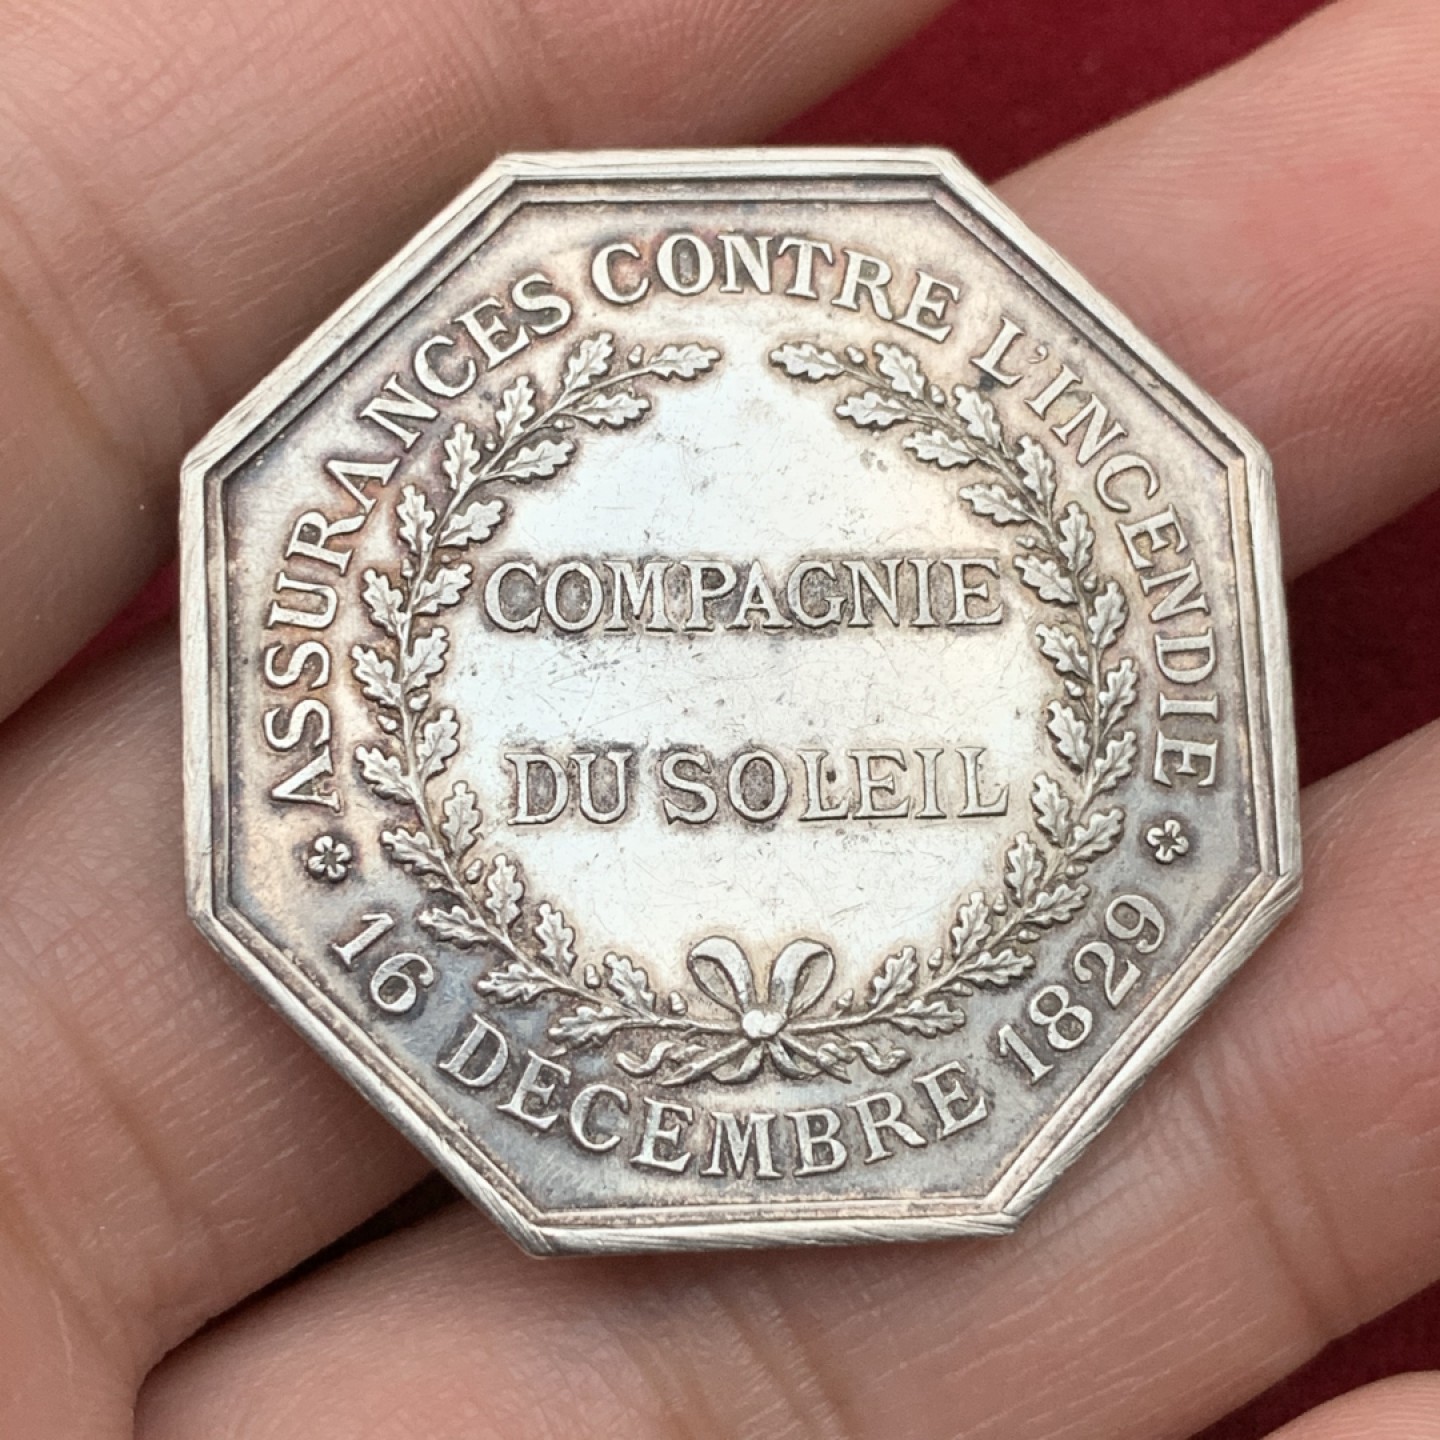 ASSURANCES CONTRE L'INCENDIE
COMPAGNIE
DU SOLEIL
16 DÉCEMBRE 1829